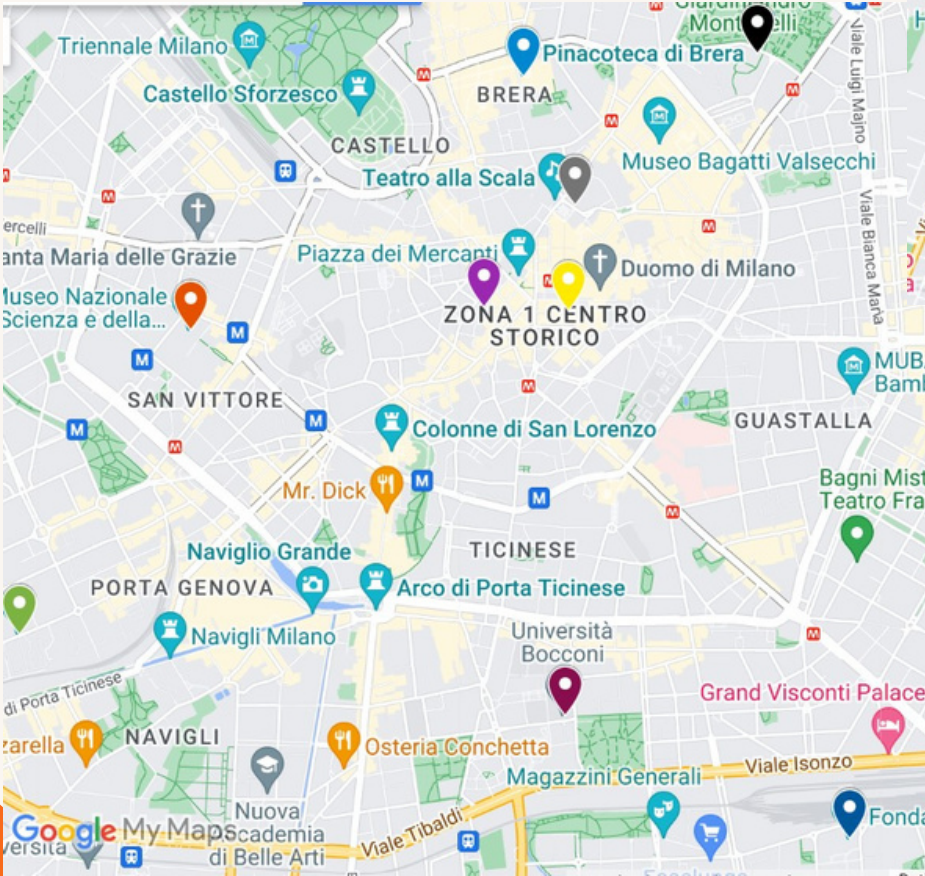 Giardini Indro
Montanelli
Triennale Milano
Pinacoteca di Brera
Castello Sforzesco
BRERA
Viale Luigi Majno
CASTELLO
Museo Bagatti Valsecchi
Teatro alla Scala
Viale Bianca Maria
ercelli
anta Maria delle Grazie
Piazza dei Mercanti
Duomo di Milano
Museo Nazionale
Scienza e della...
ZONA 1 CENTRO
STORICO
M
M
MUB
Bamb
SAN VITTORE
GUASTALLA
M
M
Colonne di San Lorenzo
Mr. Dick
M
M
Bagni Mist
Teatro Fra
TICINESE
Naviglio Grande
PORTA GENOVA
Arco di Porta Ticinese
Navigli Milano
Università
Bocconi
di Porta Ticinese
Grand Visconti Palace
zarella
NAVIGLI
Osteria Conchetta
Viale Isonzo
Magazzini Generali
Nuova
Google My Maps
ccademia
di Belle Arti
Viale Tibaldi
Fonda
versità